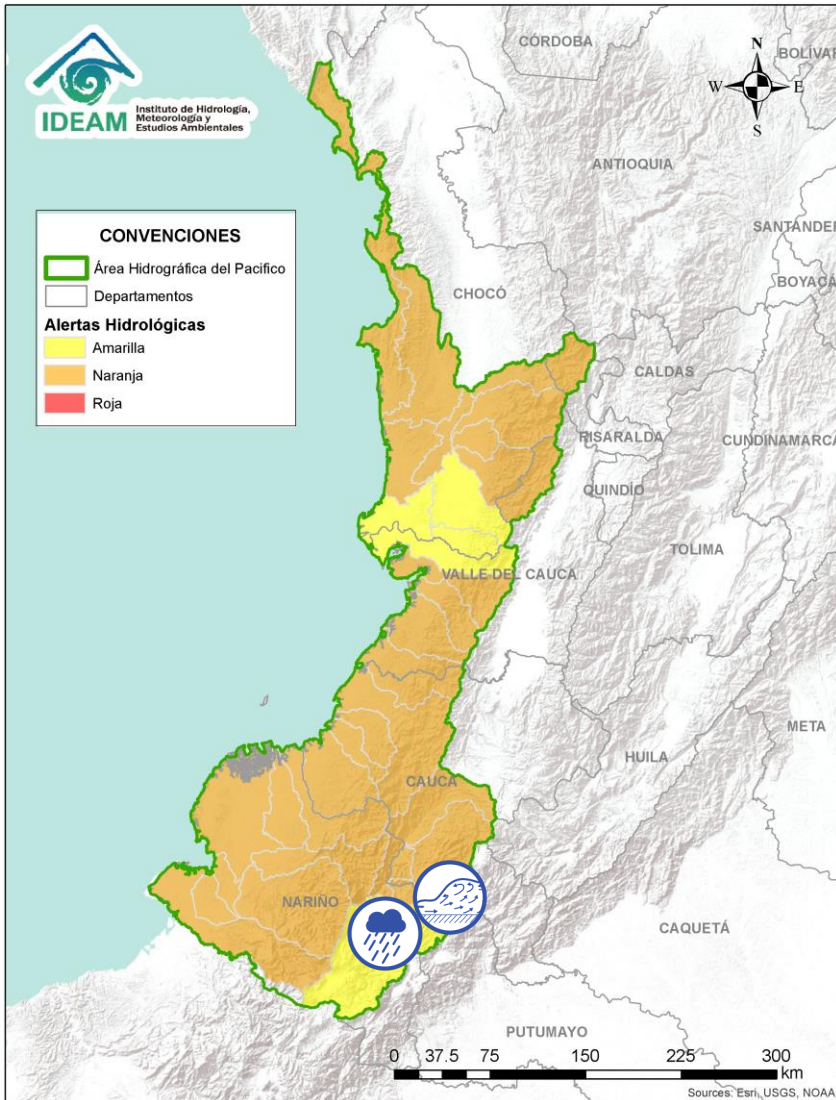 IDEAM
Instituto de Hidrología,
Meteorología y
Estudios Ambientales
CÓRDOBA
BOLÍVAR
N
W
E
S
ANTIOQUIA
SANTANDER
BOYACÁ
CONVENCIONES
Área Hidrográfica del Pacifico
Departamentos
Alertas Hidrológicas
Amarilla
Naranja
Roja
CHOCÓ
CALDAS
RISARALDA
CUNDINAMARCA
QUINDÍO
TOLIMA
VALLE DEL CAUCA
META
HUILA
CAUCA
NARIÑO
CAQUETÁ
PUTUMAYO
0 37.5 75 150 225 300
km
Sources: Esri, USGS, NOAA